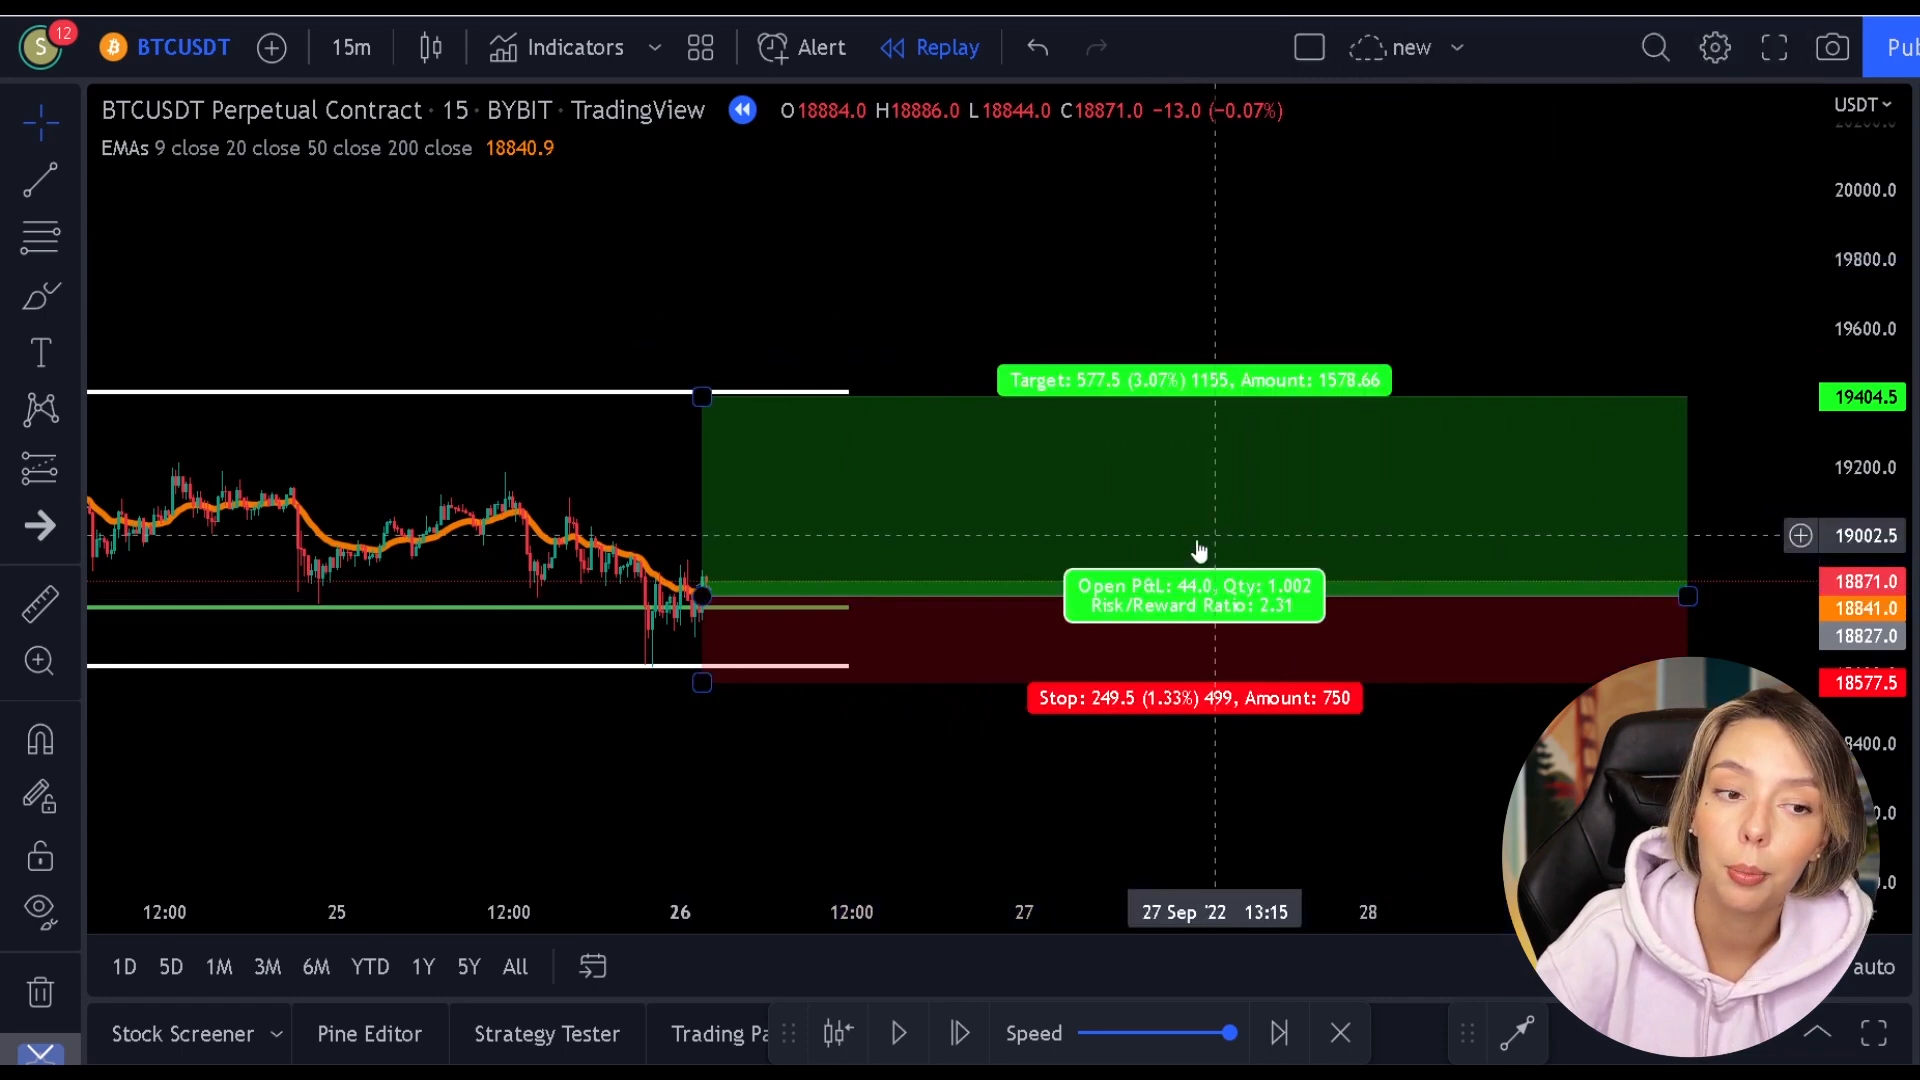 S 12 BTCUSDT 15m Indicators Alert Replay new Pub
BTCUSDT Perpetual Contract · 15 · BYBIT · TradingView O18884.0 H18886.0 L18844.0 C18871.0 −13.0 (−0.07%)
USDT
EMAs 9 close 20 close 50 close 200 close 18840.9
20000.0
19800.0
19600.0
Target: 577.5 (3.07%) 1155, Amount: 1578.66
19404.5
19200.0
19002.5
Open P&L: 44.0, Qty: 1.002
Risk/Reward Ratio: 2.31
18871.0
18841.0
18827.0
Stop: 249.5 (1.33%) 499, Amount: 750
18577.5
8400.0
12:00 25 12:00 26 12:00 27 27 Sep '22 13:15 28
1D 5D 1M 3M 6M YTD 1Y 5Y All auto
Stock Screener Pine Editor Strategy Tester Trading Pa Speed